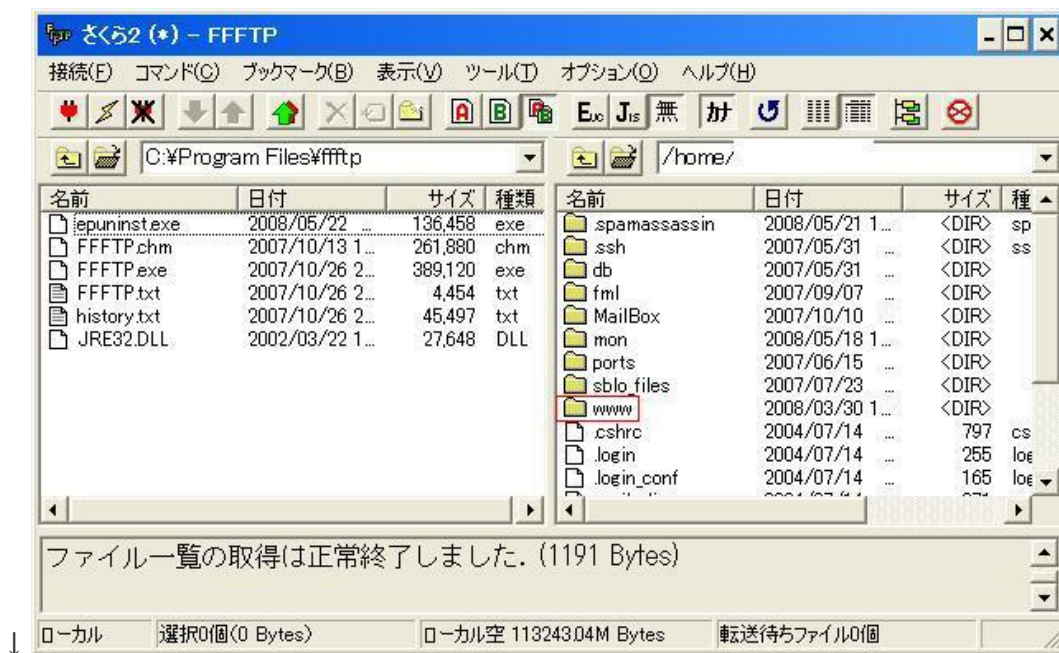 さくら2 (*) - FFFTP
接続(F) コマンド(C) ブックマーク(B) 表示(V) ツール(T) オプション(O) ヘルプ(H)
A B Euc Jis 無 カナ
C:¥Program Files¥ffftp /home/
名前 日付 サイズ 種類 名前 日付 サイズ 種
epuninst.exe 2008/05/22 ... 136,458 exe .spamassassin 2008/05/21 1... <DIR> sp
FFFTP.chm 2007/10/13 1... 261,880 chm .ssh 2007/05/31 ... <DIR> ss
FFFTP.exe 2007/10/26 2... 389,120 exe db 2007/05/31 ... <DIR>
FFFTP.txt 2007/10/26 2... 4,454 txt fml 2007/09/07 ... <DIR>
history.txt 2007/10/26 2... 45,497 txt MailBox 2007/10/10 ... <DIR>
JRE32.DLL 2002/03/22 1... 27,648 DLL mon 2008/05/18 1... <DIR>
ports 2007/06/15 ... <DIR>
sblo_files 2007/07/23 ... <DIR>
www 2008/03/30 1... <DIR>
.cshrc 2004/07/14 ... 797 cs
.login 2004/07/14 ... 255 log
.login_conf 2004/07/14 ... 165 log
ファイル一覧の取得は正常終了しました. (1191 Bytes)
↓ ローカル 選択0個(0 Bytes) ローカル空 113243.04M Bytes 転送待ちファイル0個